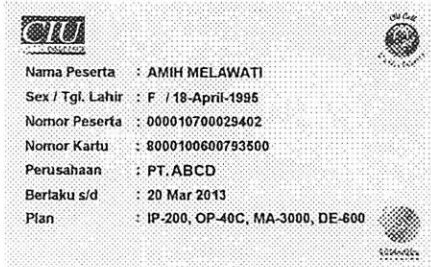 CIU
Nama Peserta : AMIH MELAWATI
Sex / Tgl. Lahir : F / 18-April-1995
Nomor Peserta : 000010700029402
Nomor Kartu : 8000100600793500
Perusahaan : PT.ABCD
Berlaku s/d : 20 Mar 2013
Plan : IP-200, OP-40C, MA-3000, DE-600